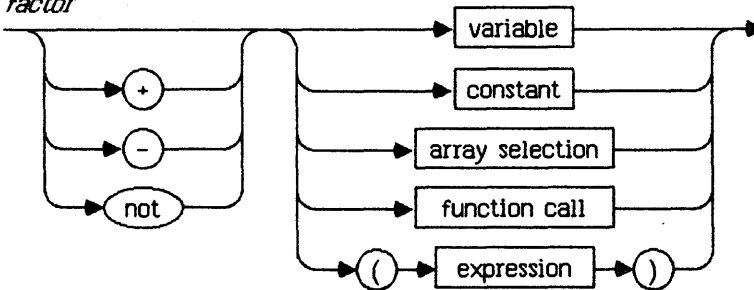 factor
variable
+
constant
-
array selection
not
function call
( expression )